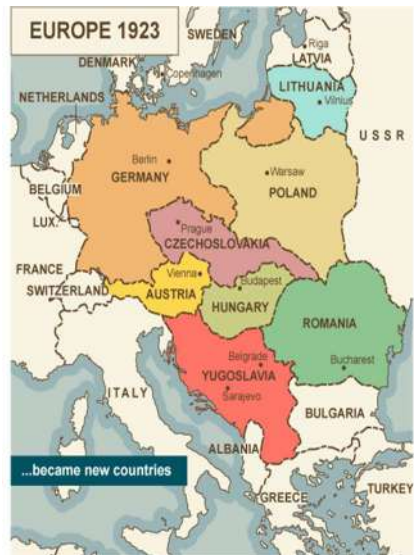 EUROPE 1923
SWEDEN
Riga
LATVIA
DENMARK
Copenhagen
LITHUANIA
Vilnius
NETHERLANDS
USSR
Berlin
GERMANY
Warsaw
POLAND
BELGIUM
LUX.
Prague
CZECHOSLOVAKIA
FRANCE
SWITZERLAND
Vienna
AUSTRIA
Budapest
HUNGARY
ROMANIA
Belgrade
YUGOSLAVIA
Bucharest
Sarajevo
ITALY
BULGARIA
ALBANIA
...became new countries
GREECE
TURKEY